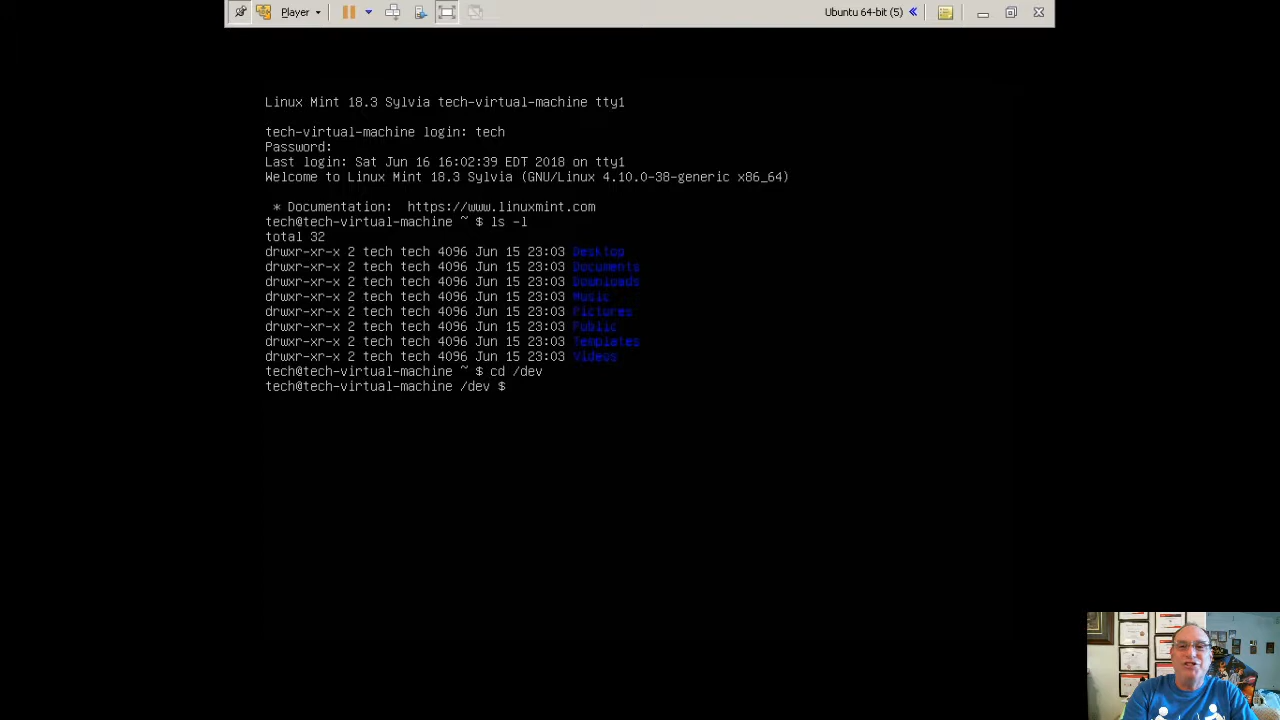 Player
Ubuntu 64-bit (5)
Linux Mint 18.3 Sylvia tech-virtual-machine tty1
tech-virtual-machine login: tech
Password:
Last login: Sat Jun 16 16:02:39 EDT 2018 on tty1
Welcome to Linux Mint 18.3 Sylvia (GNU/Linux 4.10.0-38-generic x86_64)
* Documentation:  https://www.linuxmint.com
tech@tech-virtual-machine ~ $ ls -l
total 32
drwxr-xr-x 2 tech tech 4096 Jun 15 23:03 Desktop
drwxr-xr-x 2 tech tech 4096 Jun 15 23:03 Documents
drwxr-xr-x 2 tech tech 4096 Jun 15 23:03 Downloads
drwxr-xr-x 2 tech tech 4096 Jun 15 23:03 Music
drwxr-xr-x 2 tech tech 4096 Jun 15 23:03 Pictures
drwxr-xr-x 2 tech tech 4096 Jun 15 23:03 Public
drwxr-xr-x 2 tech tech 4096 Jun 15 23:03 Templates
drwxr-xr-x 2 tech tech 4096 Jun 15 23:03 Videos
tech@tech-virtual-machine ~ $ cd /dev
tech@tech-virtual-machine /dev $